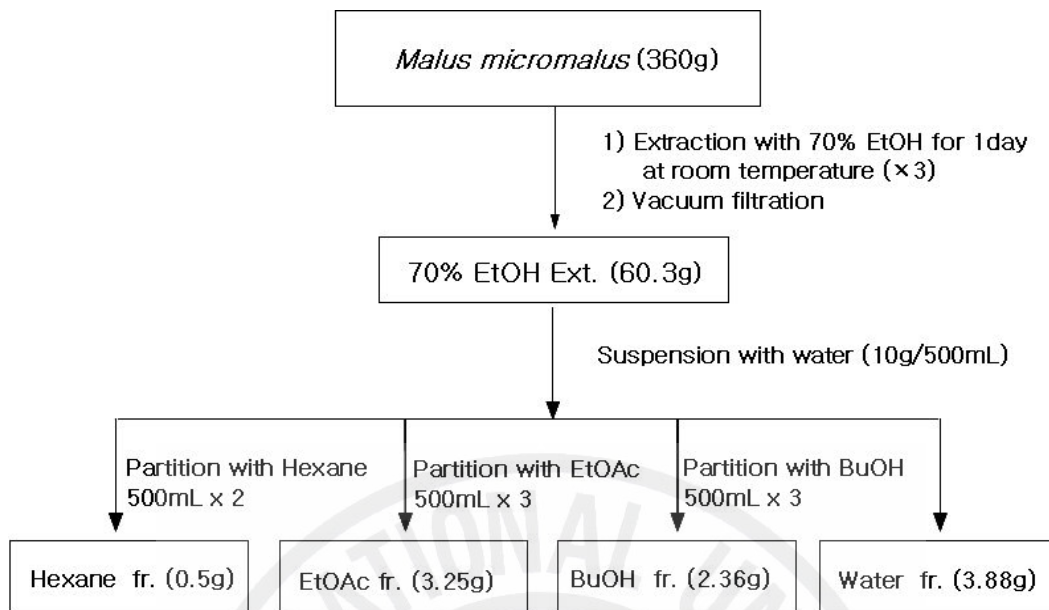 Malus micromalus (360g)
1) Extraction with 70% EtOH for 1day
at room temperature (×3)
2) Vacuum filtration
70% EtOH Ext. (60.3g)
Suspension with water (10g/500mL)
Partition with Hexane
500mL x 2
Partition with EtOAc
500mL x 3
Partition with BuOH
500mL x 3
Hexane fr. (0.5g)
EtOAc fr. (3.25g)
BuOH fr. (2.36g)
Water fr. (3.88g)